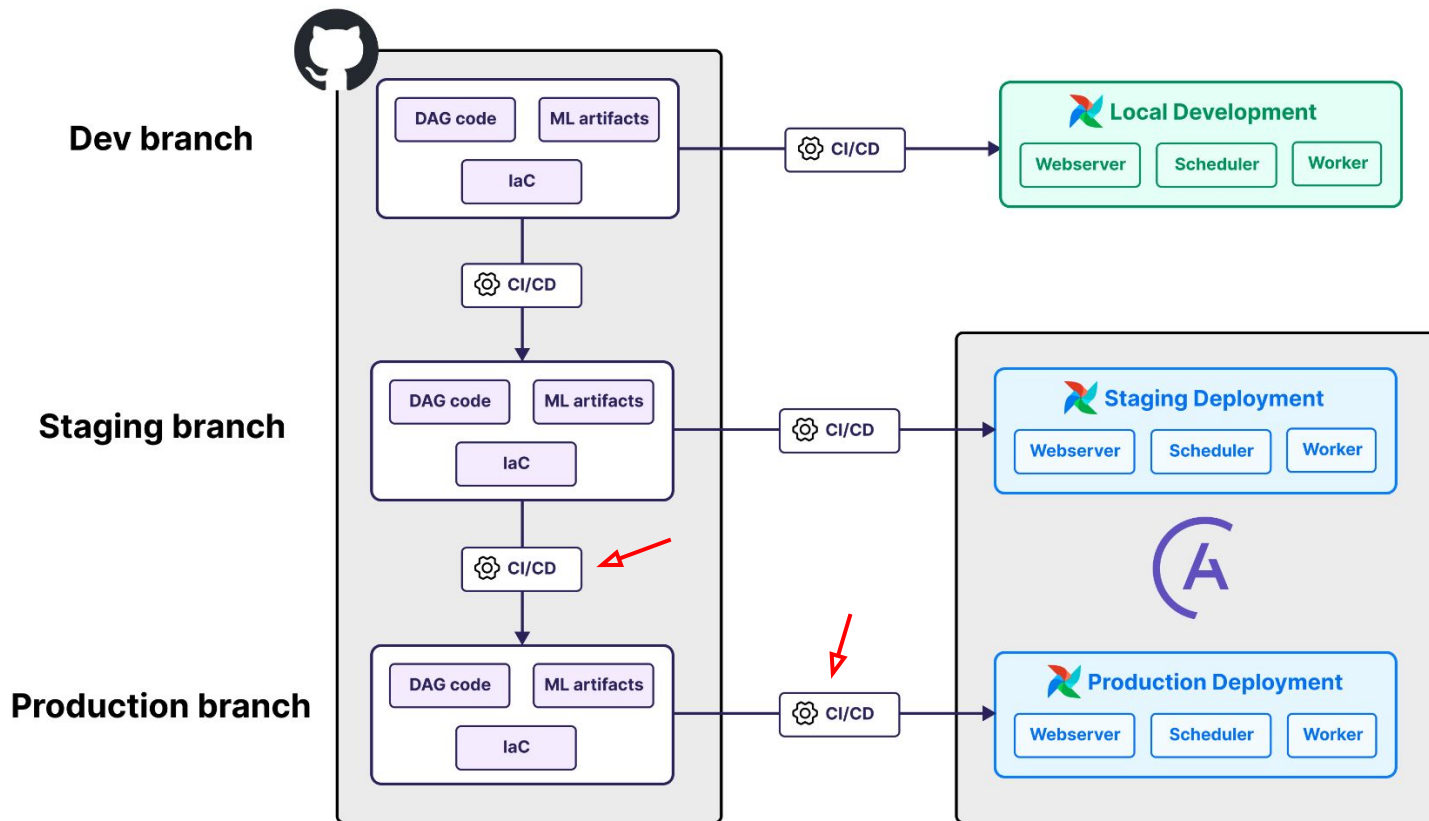 Dev branch
DAG code
ML artifacts
IaC
CI/CD
Local Development
Webserver
Scheduler
Worker
CI/CD
Staging branch
DAG code
ML artifacts
IaC
CI/CD
Staging Deployment
Webserver
Scheduler
Worker
CI/CD
A
Production branch
DAG code
ML artifacts
IaC
CI/CD
Production Deployment
Webserver
Scheduler
Worker